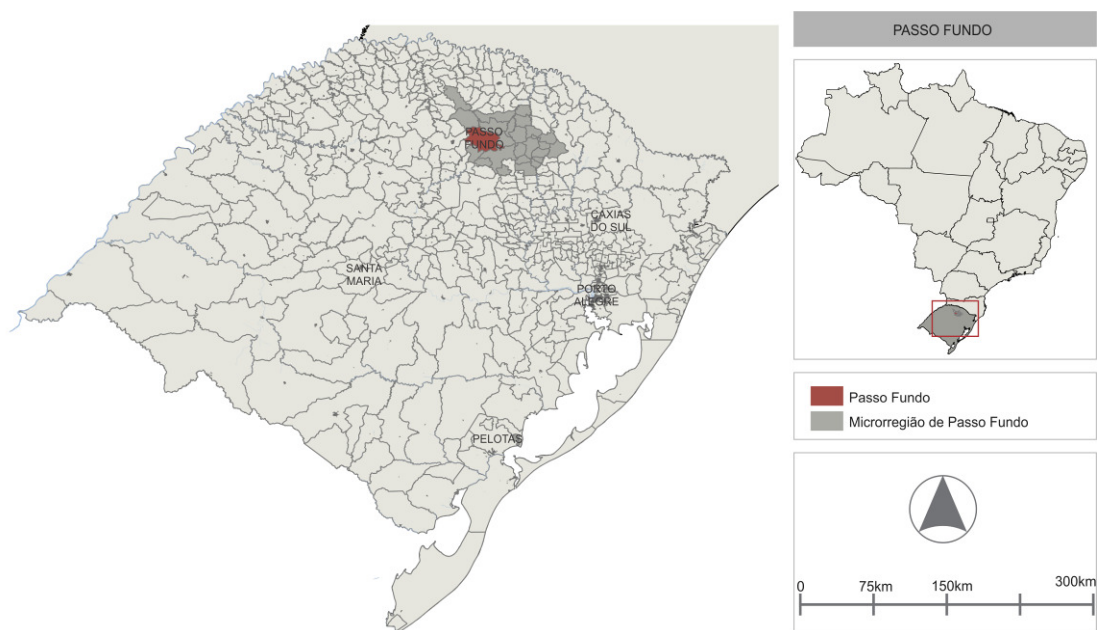 PASSO
FUNDO
CAXIAS
DO SUL
SANTA
MARIA
PORTO
ALEGRE
PELOTAS
PASSO FUNDO
Passo Fundo
Microrregião de Passo Fundo
0 75km 150km 300km